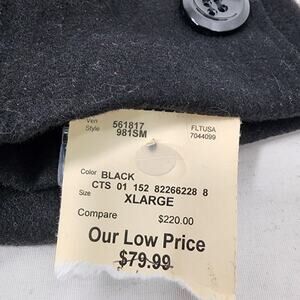 Ven 561817 FLTUSA
Style 981SM 7044099
Color BLACK
CTS 01 152 82266228 8
Size XLARGE
Compare $220.00
Our Low Price
$79.99